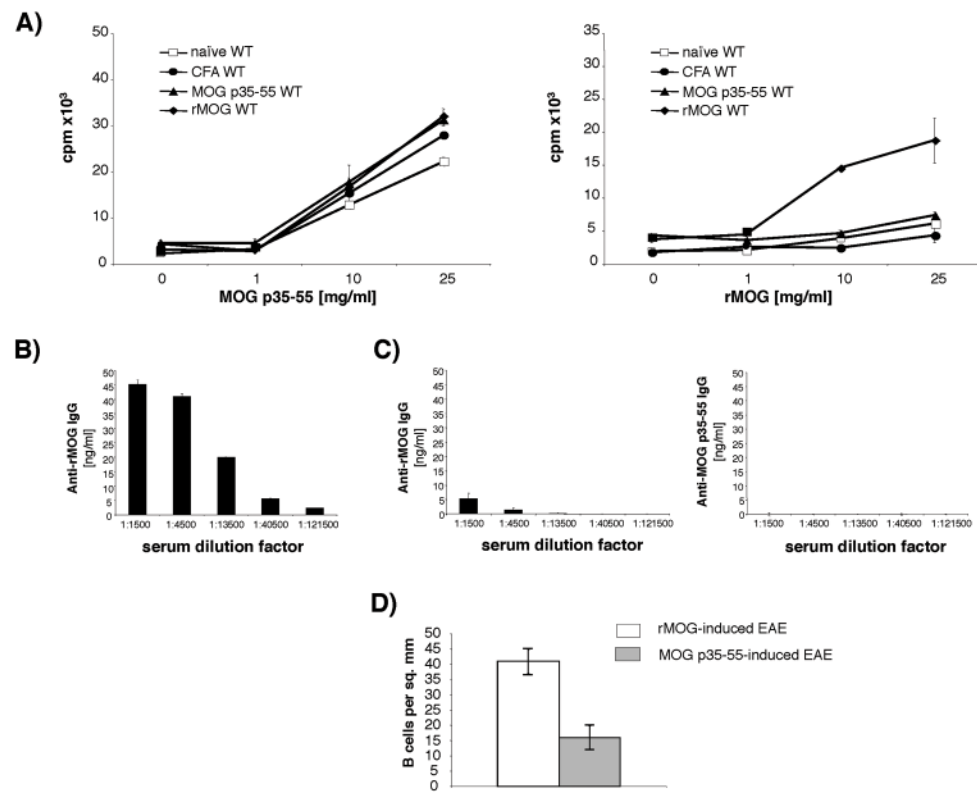 A)
50
40
30
20
10
0
cpm x10³
naïve WT
CFA WT
MOG p35-55 WT
rMOG WT
0 1 10 25
MOG p35-55 [mg/ml]
35
30
25
20
15
10
5
0
cpm x10³
naïve WT
CFA WT
MOG p35-55 WT
rMOG WT
0 1 10 25
rMOG [mg/ml]
B)
50
45
40
35
30
25
20
15
10
5
0
Anti-rMOG IgG
[ng/ml]
1:1500 1:4500 1:13500 1:40500 1:121500
serum dilution factor
C)
50
45
40
35
30
25
20
15
10
5
0
Anti-rMOG IgG
[ng/ml]
1:1500 1:4500 1:13500 1:40500 1:121500
serum dilution factor
50
45
40
35
30
25
20
15
10
5
0
Anti-MOG p35-55 IgG
[ng/ml]
1:1500 1:4500 1:13500 1:40500 1:121500
serum dilution factor
D)
50
45
40
35
30
25
20
15
10
5
0
B cells per sq. mm
rMOG-induced EAE
MOG p35-55-induced EAE